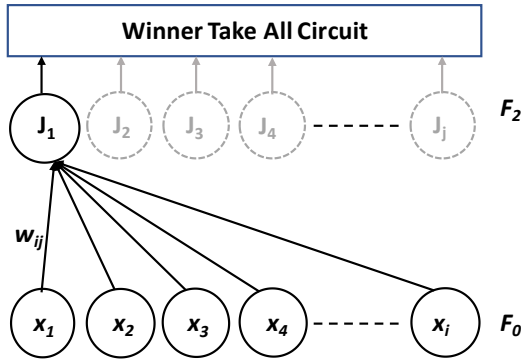 Winner Take All Circuit
J1 J2 J3 J4 Jj F2
wij
x1 x2 x3 x4 xi F0